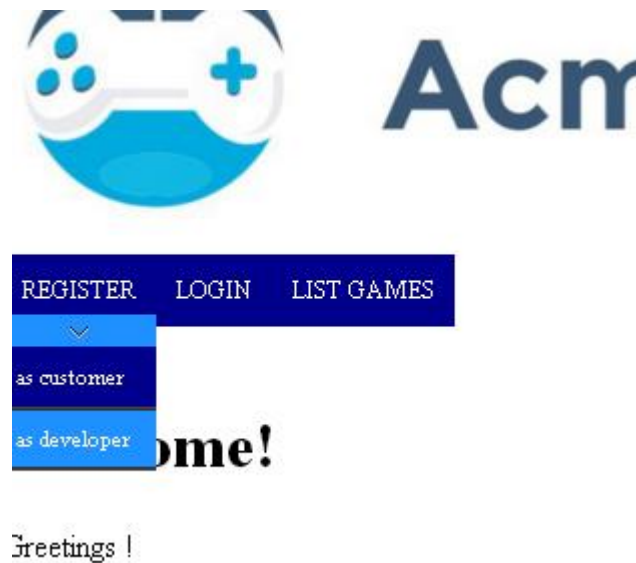 Acm
REGISTER LOGIN LIST GAMES
as customer
as developer
ome!
Greetings !